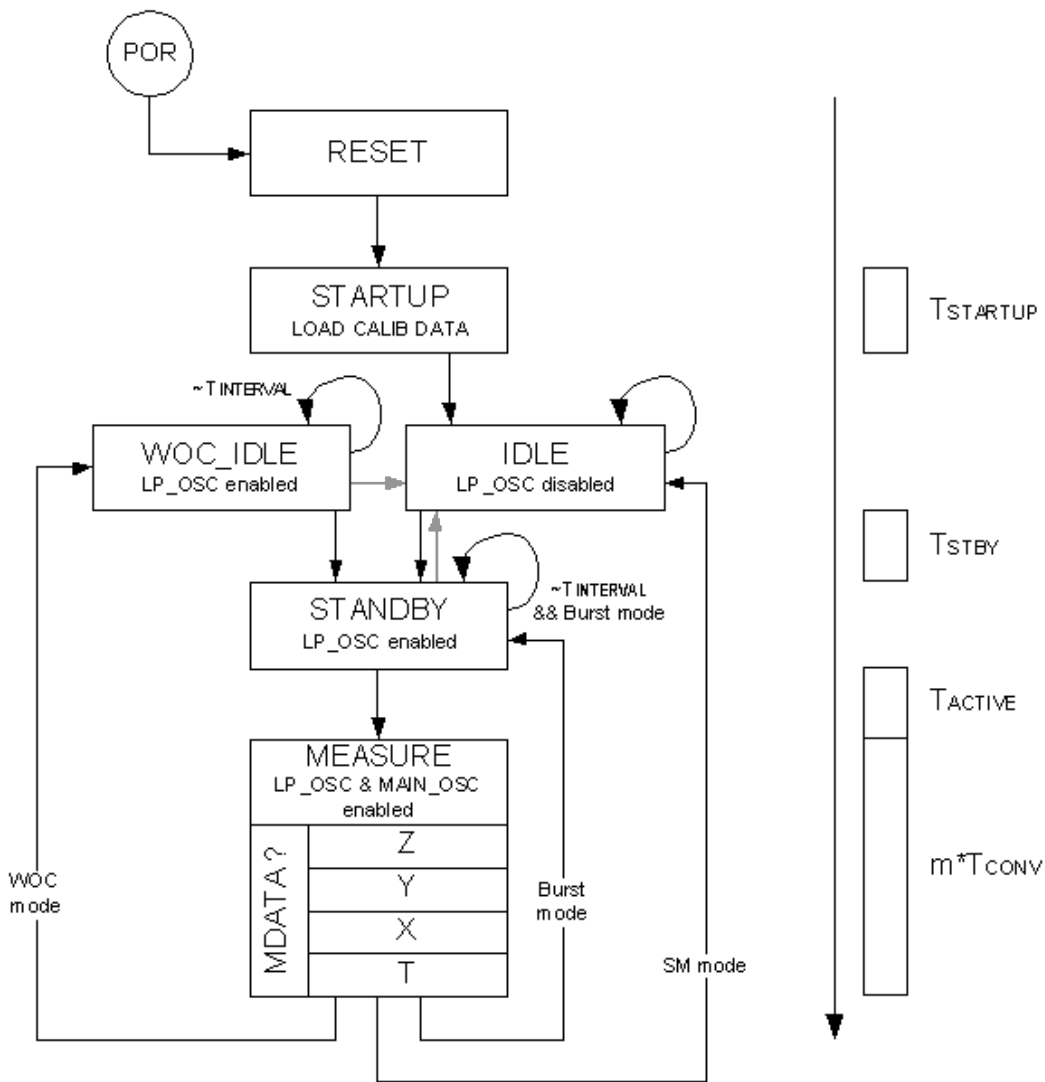 POR
RESET
STARTUP
LOAD CALIB DATA
TSTARTUP
~TINTERVAL
WOC_IDLE
LP_OSC enabled
IDLE
LP_OSC disabled
TSTBY
STANDBY
LP_OSC enabled
~TINTERVAL
&& Burst mode
TACTIVE
MEASURE
LP_OSC & MAIN_OSC
enabled
MDATA?
Z
Y
X
T
m*TCONV
WOC
mode
Burst
mode
SM mode